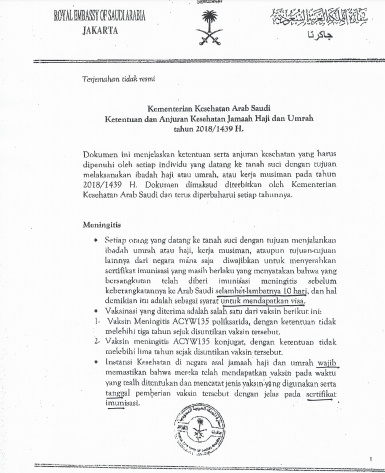 ROYAL EMBASSY OF SAUDI ARABIA
JAKARTA
سفارة المملكة العربية السعودية
جاكرتا
Terjemahan tidak resmi
Kementerian Kesehatan Arab Saudi
Ketentuan dan Anjuran Kesehatan Jamaah Haji dan Umrah
tahun 2018/1439 H.
Dokumen ini menjelaskan ketentuan serta anjuran kesehatan yang harus
dipenuhi oleh setiap individu yang datang ke tanah suci dengan tujuan
melaksanakan ibadah haji atau umrah, atau kerja musiman pada tahun
2018/1439 H. Dokumen dimaksud diterbitkan oleh Kementerian
Kesehatan Arab Saudi dan terus diperbaharui setiap tahunnya.
Meningitis
• Setiap orang yang datang ke tanah suci dengan tujuan menjalankan
ibadah umrah atau haji, kerja musiman, ataupun tujuan-tujuan
lainnya dari negara mana saja diwajibkan untuk menyerahkan
sertifikat imunisasi yang masih berlaku yang menyatakan bahwa yang
bersangkutan telah diberi imunisasi meningitis sebelum
keberangkatannya ke Arab Saudi selambat-lambatnya 10 hari, dan hal
demikian itu adalah sebagai syarat untuk mendapatkan visa.
• Vaksinasi yang diterima adalah salah satu dari vaksin berikut ini:
1- Vaksin Meningitis ACYW135 polisakarida, dengan ketentuan tidak
melebihi tiga tahun sejak disuntikan vaksin tersebut.
2- Vaksin meningitis ACYW135 konjugat, dengan ketentuan tidak
melebihi lima tahun sejak disuntikan vaksin tersebut.
• Instansi Kesehatan di negara asal jamaah haji dan umrah wajib
memastikan bahwa mereka telah mendapatkan vaksin pada waktu
yang tealh ditentukan dan mencatat jenis vaksin yang digunakan serta
tanggal pemberian vaksin tersebut dengan jelas pada sertifikat
imunisasi.
1